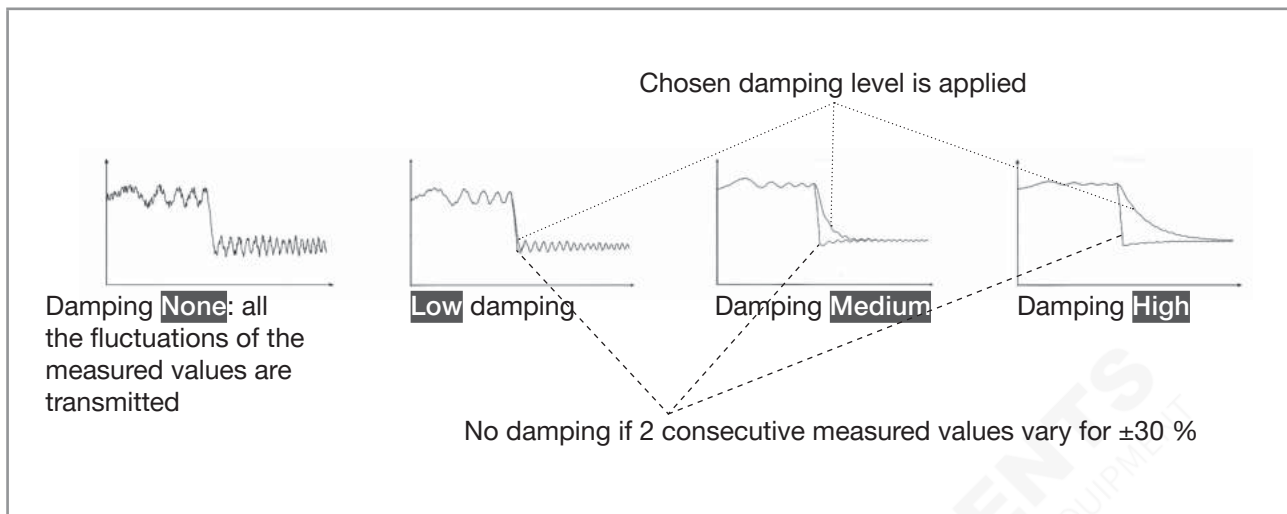 Chosen damping level is applied
Damping None: all
the fluctuations of the
measured values are
transmitted
Low damping
Damping Medium
Damping High
No damping if 2 consecutive measured values vary for ±30 %